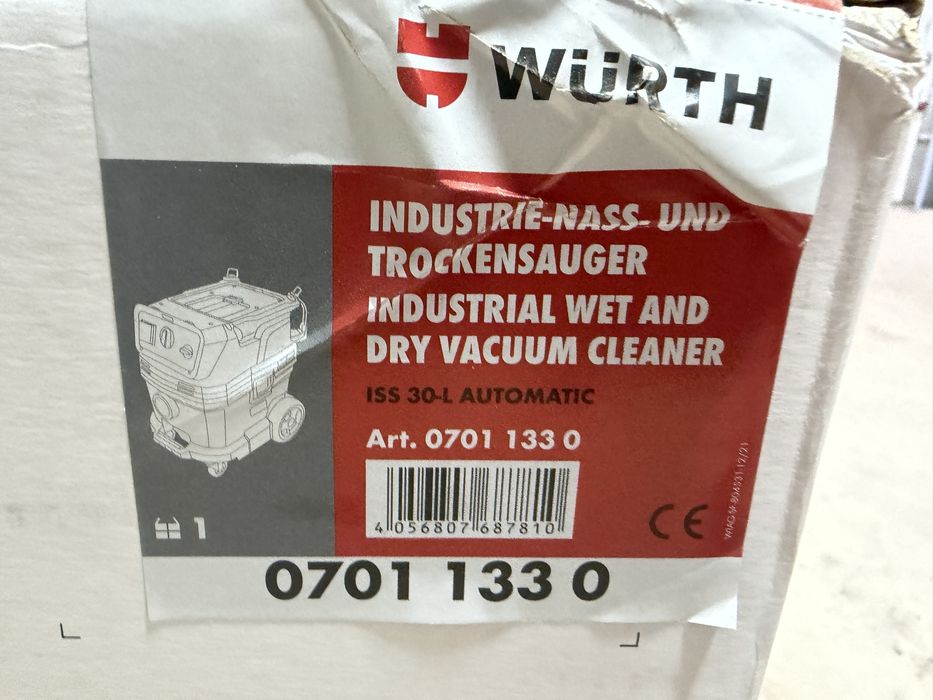 WÜRTH
INDUSTRIE-NASS- UND
TROCKENSAUGER
INDUSTRIAL WET AND
DRY VACUUM CLEANER
ISS 30-L AUTOMATIC
Art. 0701 133 0
4 056807 687810
CE
1
0701 133 0